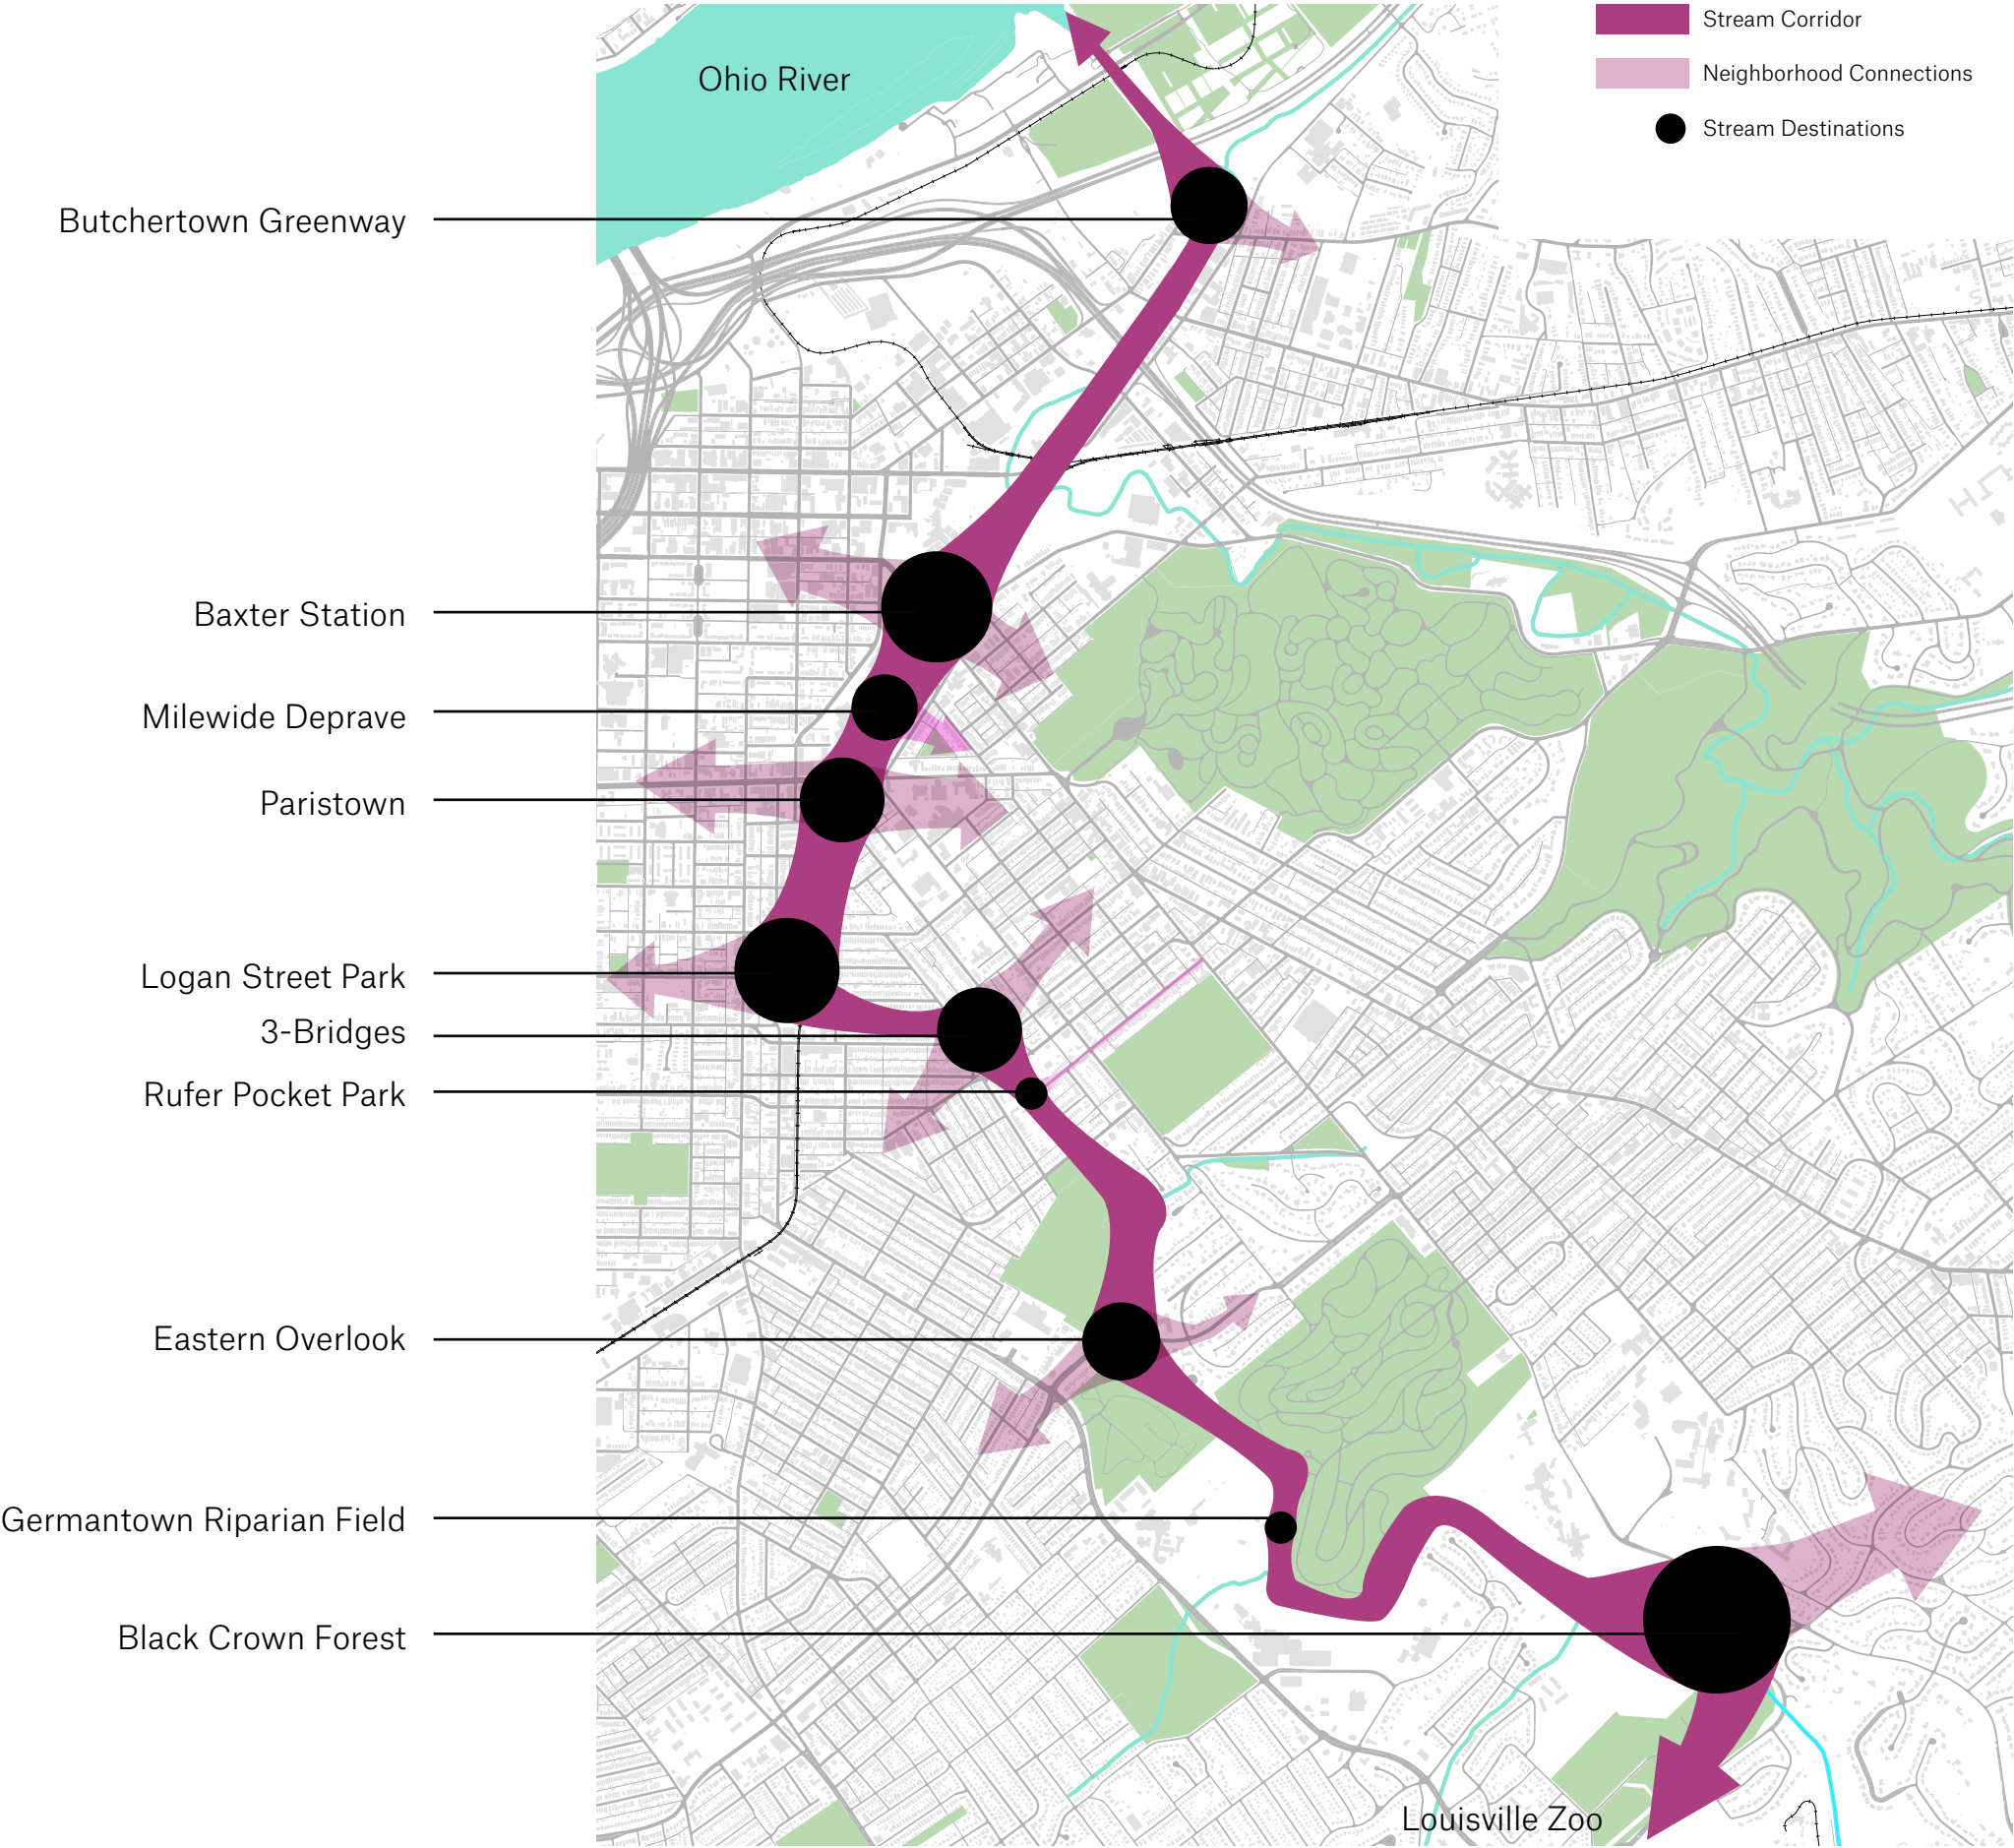 Stream Corridor
Neighborhood Connections
Stream Destinations
Ohio River
Butchertown Greenway
Baxter Station
Milewide Deprave
Paristown
Logan Street Park
3-Bridges
Rufer Pocket Park
Eastern Overlook
Germantown Riparian Field
Black Crown Forest
Louisville Zoo